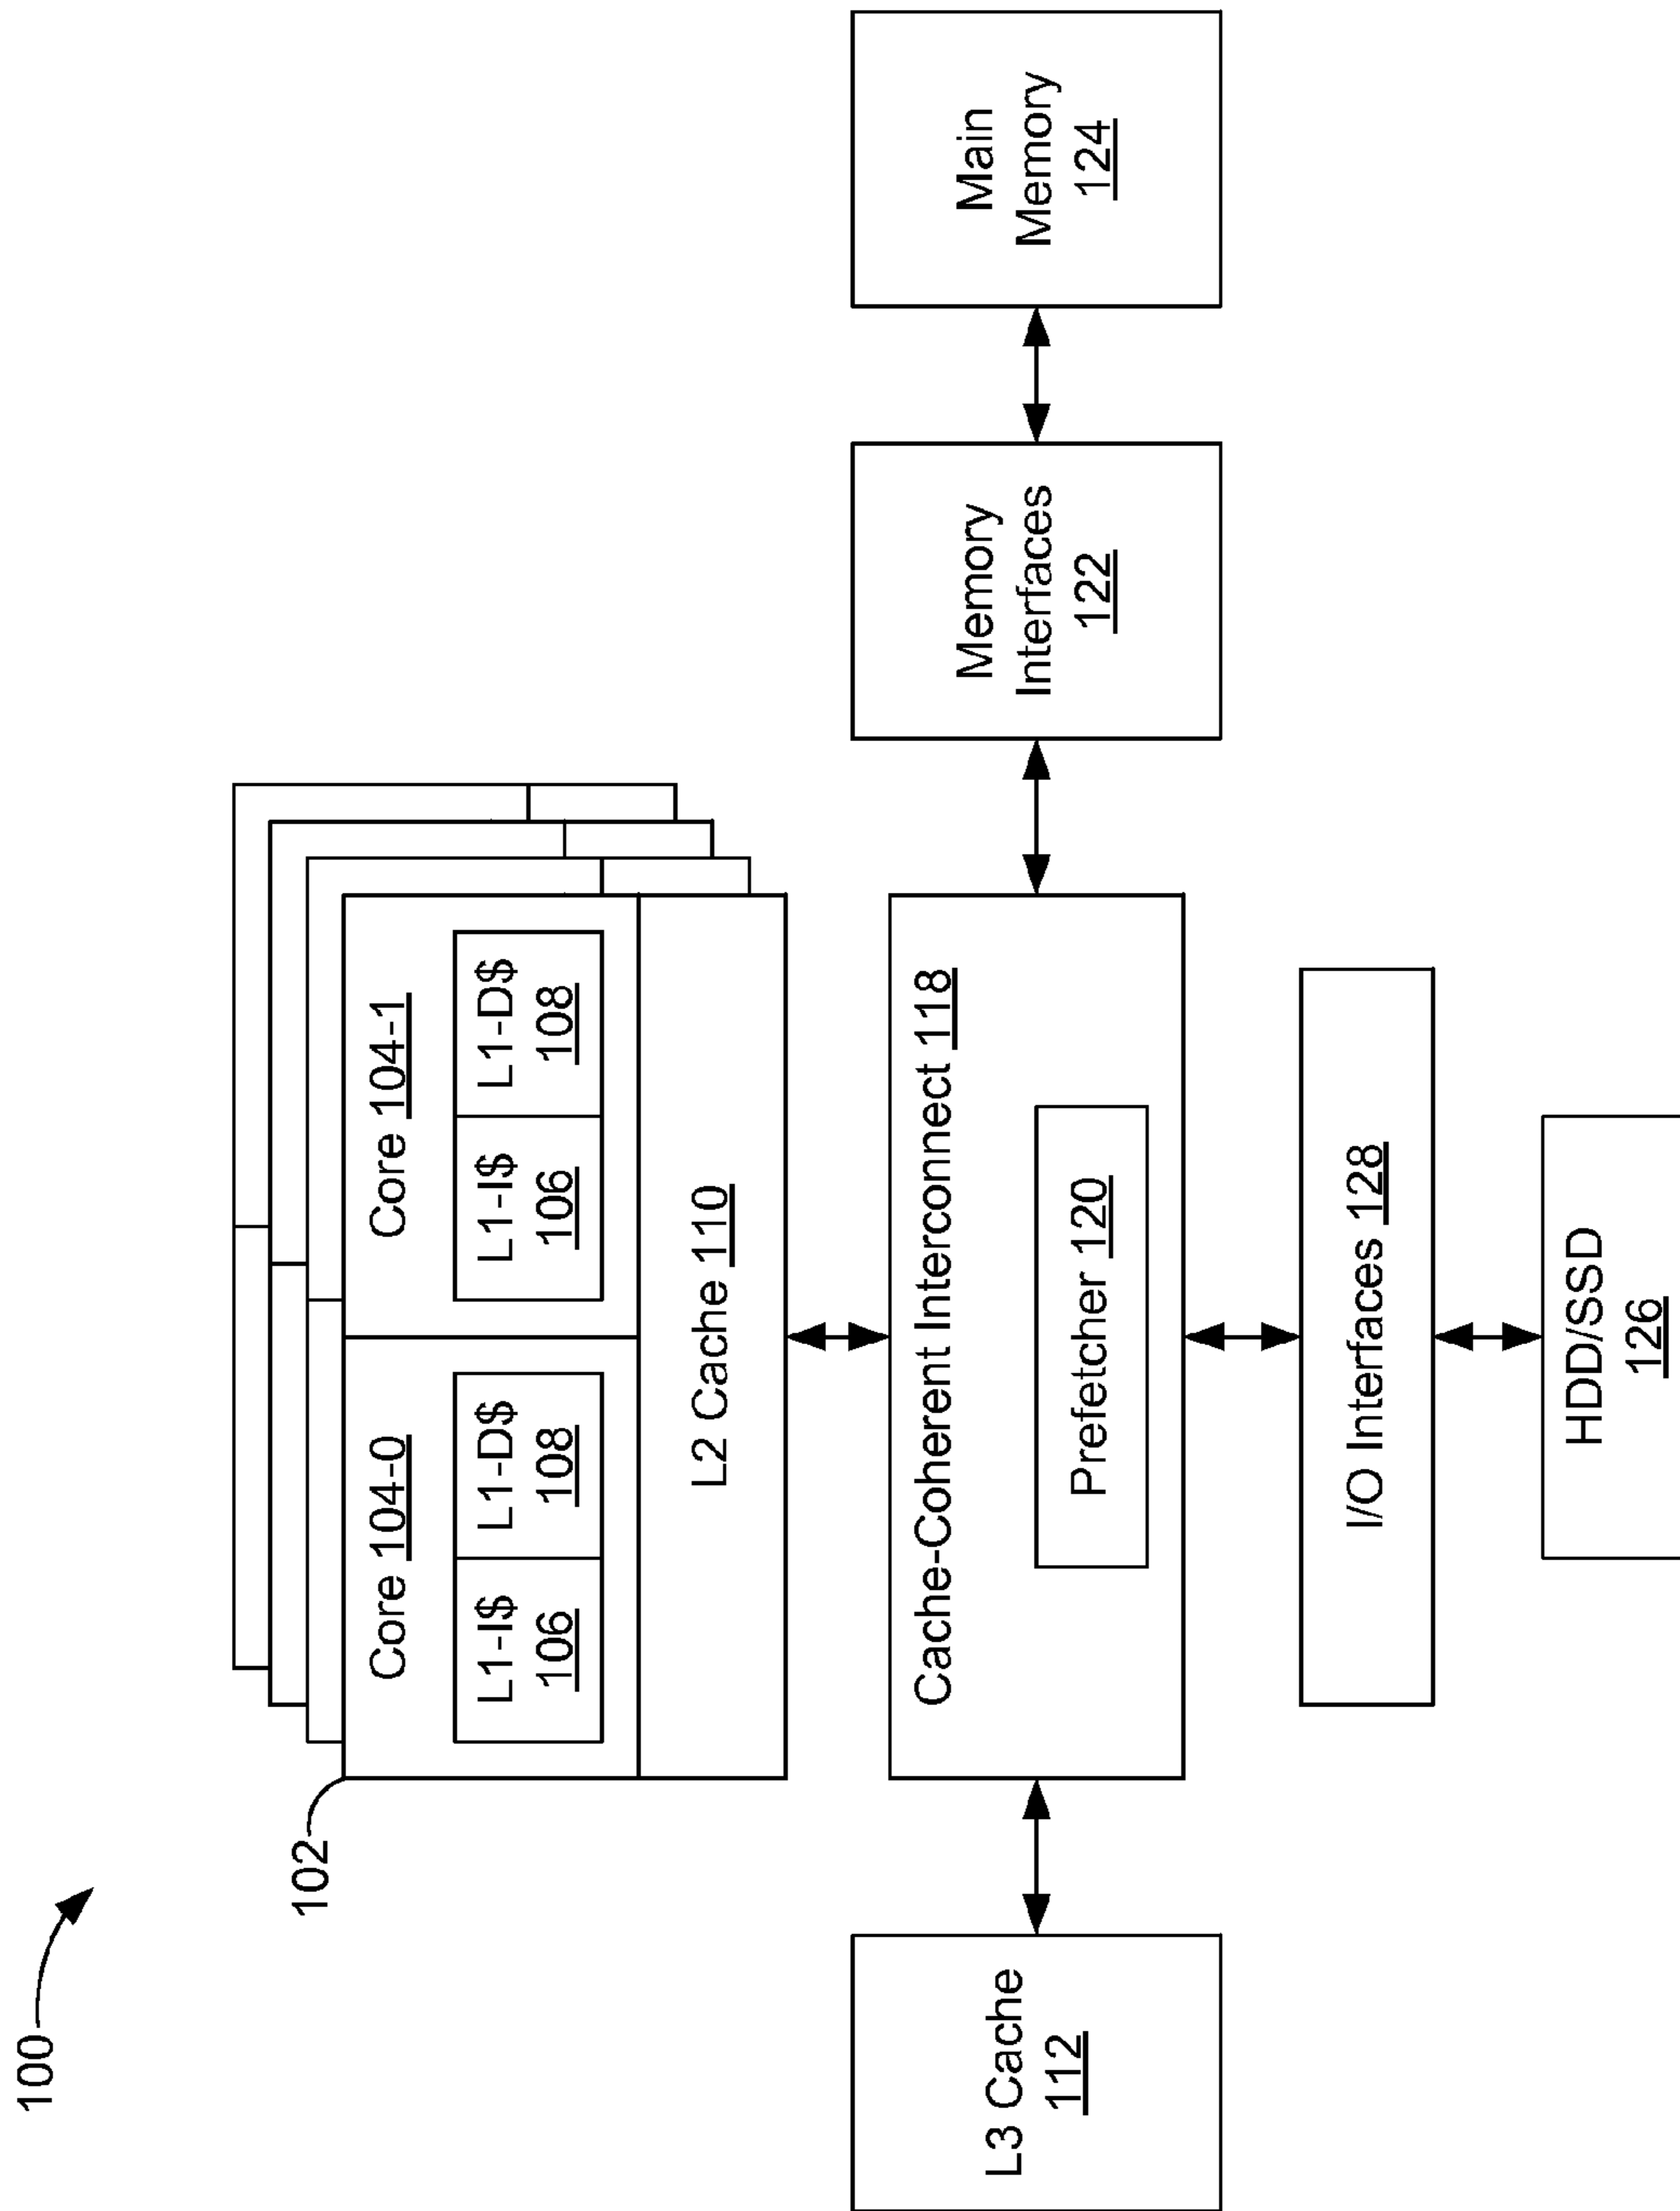 100
102
Core 104-0
Core 104-1
L1-I$
106
L1-D$
108
L1-I$
106
L1-D$
108
L2 Cache 110
L3 Cache
112
Cache-Coherent Interconnect 118
Prefetcher 120
Memory
Interfaces
122
Main
Memory
124
I/O Interfaces 128
HDD/SSD
126